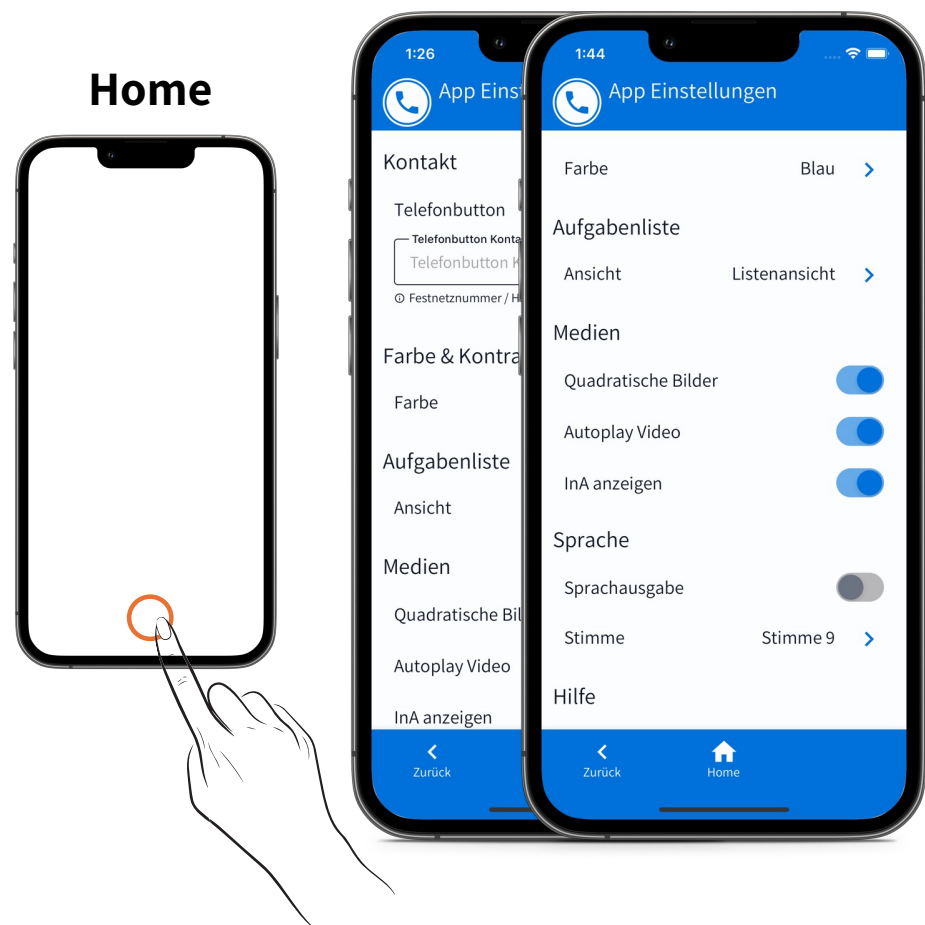 Home
1:26
App Eins
Kontakt
Telefonbutton
Telefonbutton Konta
Telefonbutton K
Festnetznummer / H
Farbe & Kontra
Farbe
Aufgabenliste
Ansicht
Medien
Quadratische Bil
Autoplay Video
InA anzeigen
Zurück
1:44
App Einstellungen
Farbe Blau
Aufgabenliste
Ansicht Listenansicht
Medien
Quadratische Bilder
Autoplay Video
InA anzeigen
Sprache
Sprachausgabe
Stimme Stimme 9
Hilfe
Zurück Home